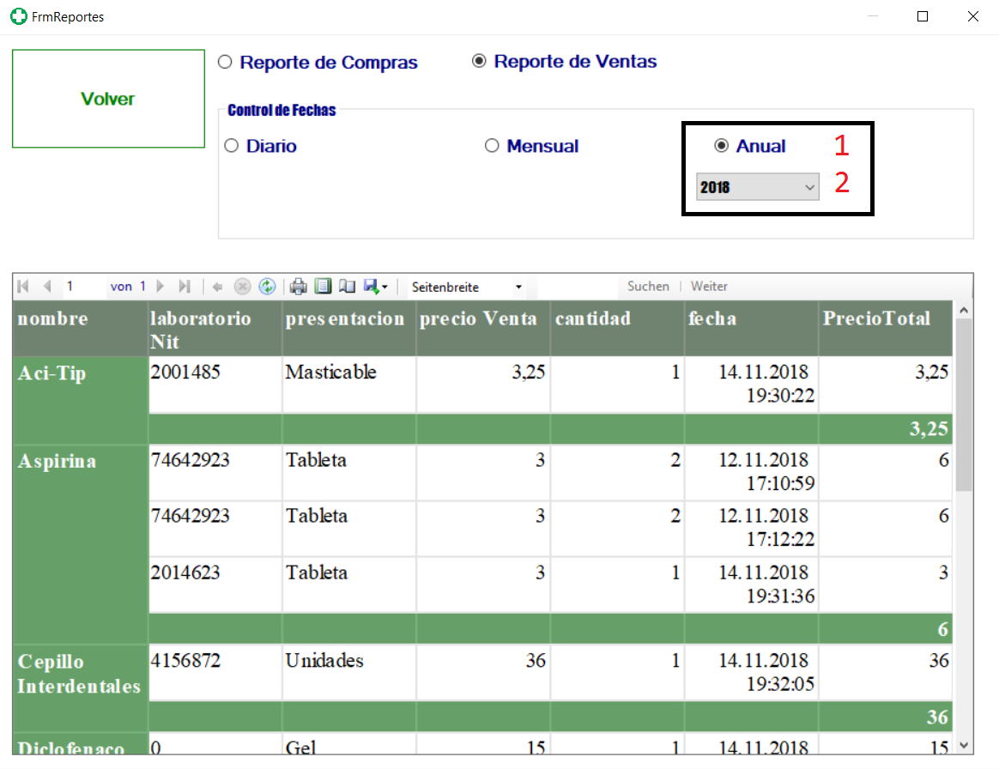 FrmReportes
Volver
Reporte de Compras
Reporte de Ventas
Control de Fechas
Diario
Mensual
Anual 1
2018 2
1 von 1 Seitenbreite Suchen | Weiter
nombre laboratorio Nit presentacion precio Venta cantidad fecha PrecioTotal
Aci-Tip 2001485 Masticable 3,25 1 14.11.2018 19:30:22 3,25
3,25
Aspirina 74642923 Tableta 3 2 12.11.2018 17:10:59 6
74642923 Tableta 3 2 12.11.2018 17:12:22 6
2014623 Tableta 3 1 14.11.2018 19:31:36 3
6
Cepillo Interdentales 4156872 Unidades 36 1 14.11.2018 19:32:05 36
36
Diclofenaco 0 Gel 15 1 14.11.2018 15